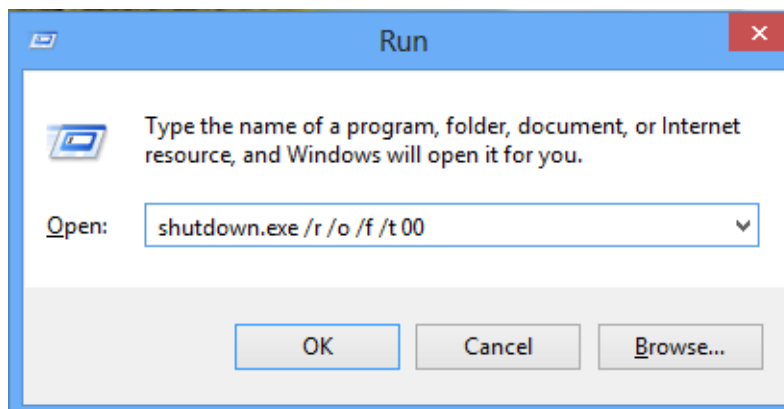 Run
Type the name of a program, folder, document, or Internet
resource, and Windows will open it for you.
Open: shutdown.exe /r /o /f /t 00
OK Cancel Browse...